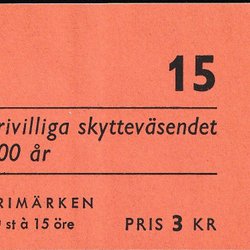 15
rivilliga skytteväsendet
00 år
RIMÄRKEN
st à 15 öre
PRIS 3 KR